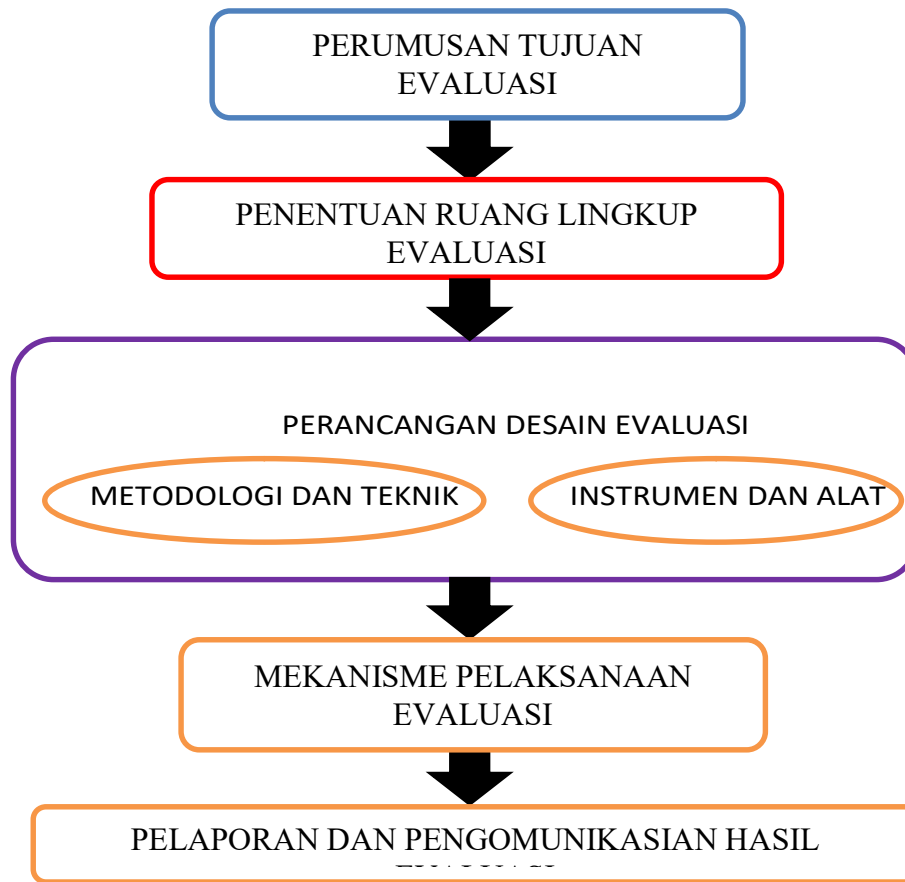 PERUMUSAN TUJUAN
EVALUASI
PENENTUAN RUANG LINGKUP
EVALUASI
PERANCANGAN DESAIN EVALUASI
METODOLOGI DAN TEKNIK
INSTRUMEN DAN ALAT
MEKANISME PELAKSANAAN
EVALUASI
PELAPORAN DAN PENGOMUNIKASIAN HASIL